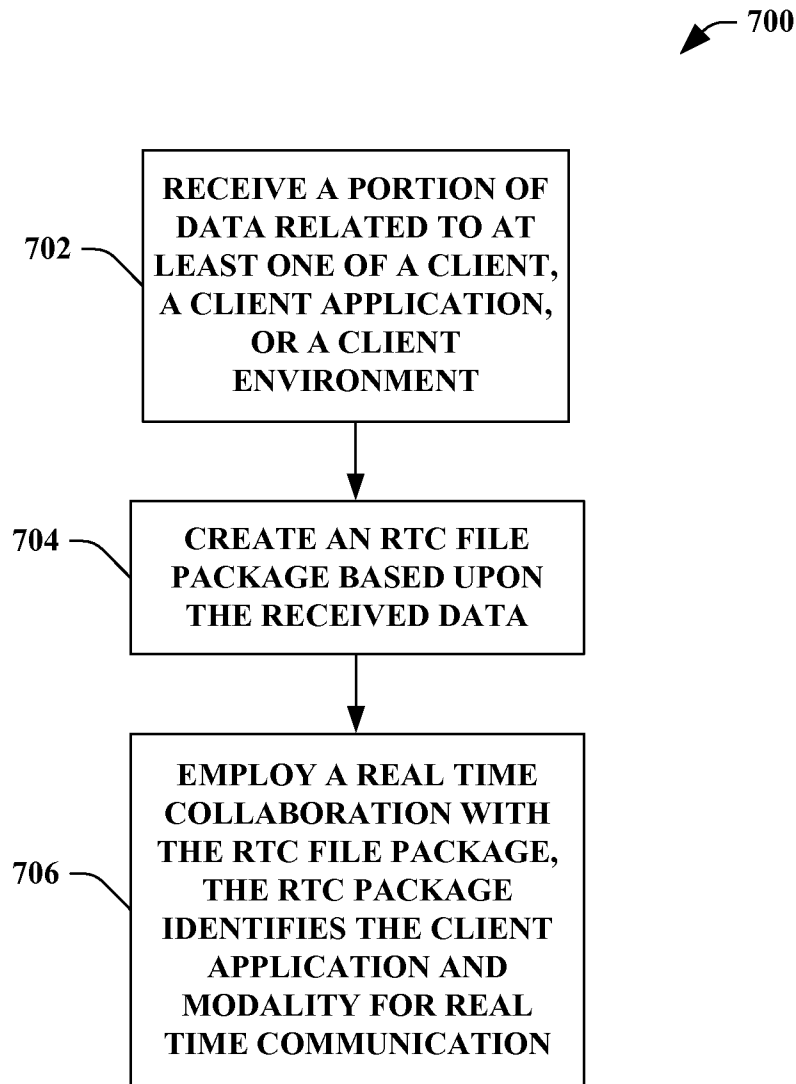 700
702
RECEIVE A PORTION OF
DATA RELATED TO AT
LEAST ONE OF A CLIENT,
A CLIENT APPLICATION,
OR A CLIENT
ENVIRONMENT
704
CREATE AN RTC FILE
PACKAGE BASED UPON
THE RECEIVED DATA
706
EMPLOY A REAL TIME
COLLABORATION WITH
THE RTC FILE PACKAGE,
THE RTC PACKAGE
IDENTIFIES THE CLIENT
APPLICATION AND
MODALITY FOR REAL
TIME COMMUNICATION